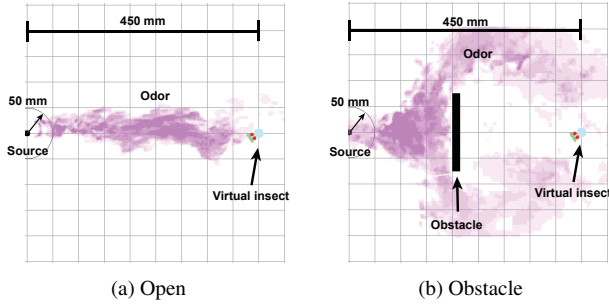 450 mm
Odor
50 mm
Source
Virtual insect
(a) Open
450 mm
Odor
50 mm
Source
Virtual insect
Obstacle
(b) Obstacle